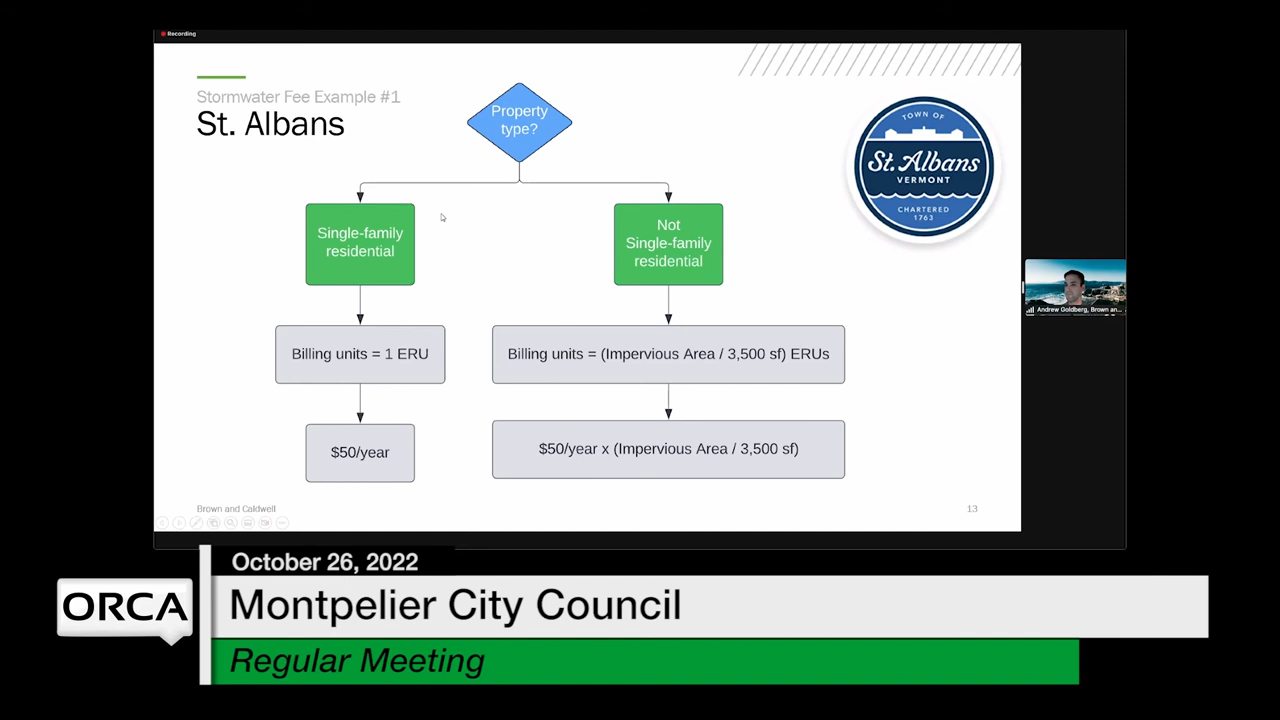 Recording
Stormwater Fee Example #1
St. Albans
Property
type?
TOWN OF
St. Albans
VERMONT
CHARTERED
1763
Single-family
residential
Not
Single-family
residential
Billing units = 1 ERU
Billing units = (Impervious Area / 3,500 sf) ERUs
$50/year
$50/year x (Impervious Area / 3,500 sf)
Andrew Goldberg, Brown an...
Brown and Caldwell
13
October 26, 2022
ORCA
Montpelier City Council
Regular Meeting